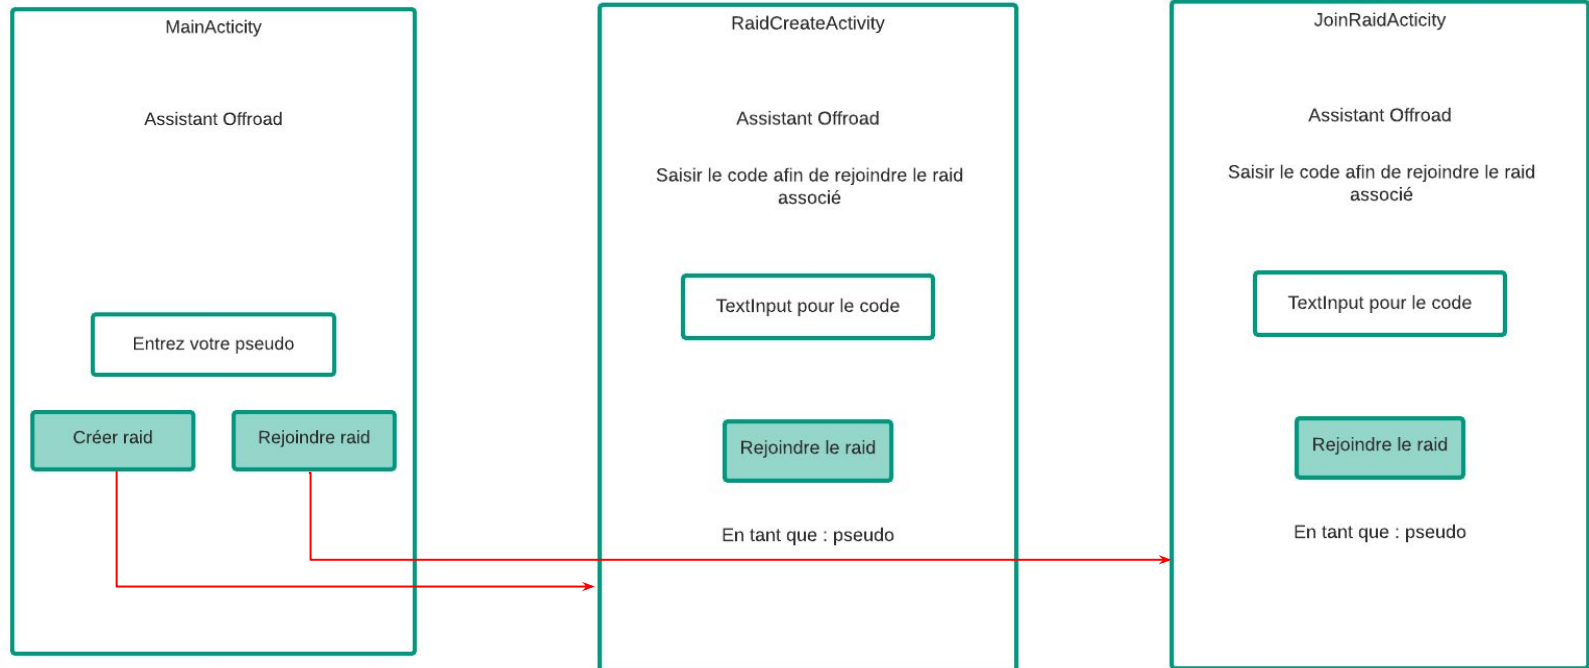 MainActicity
Assistant Offroad
Entrez votre pseudo
Créer raid
Rejoindre raid
RaidCreateActivity
Assistant Offroad
Saisir le code afin de rejoindre le raid
associé
TextInput pour le code
Rejoindre le raid
En tant que : pseudo
JoinRaidActicity
Assistant Offroad
Saisir le code afin de rejoindre le raid
associé
TextInput pour le code
Rejoindre le raid
En tant que : pseudo